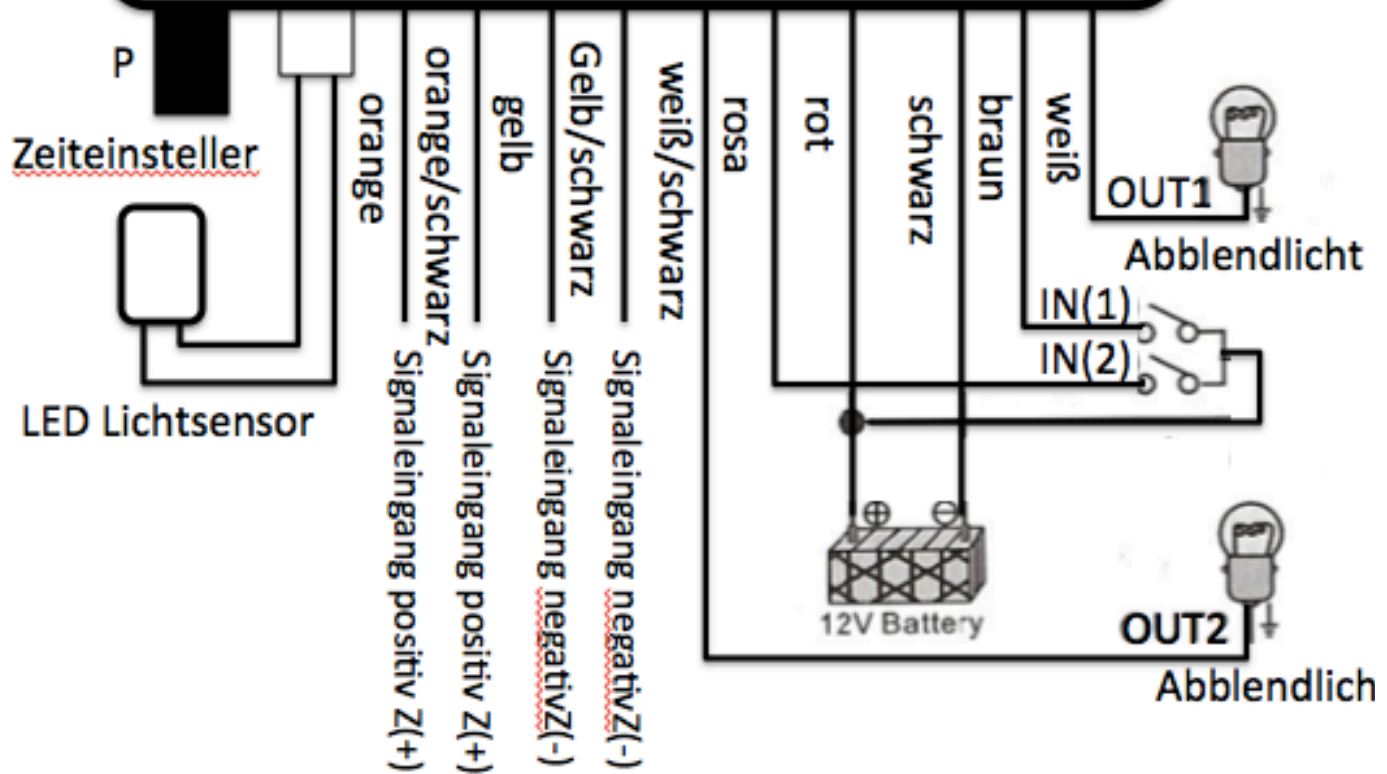 P
Zeiteinsteller
LED Lichtsensor
orange
orange/schwarz
gelb
Gelb/schwarz
weiß/schwarz
rosa
rot
schwarz
braun
weiß
Signaleingang positiv Z(+)
Signaleingang positiv Z(+)
Signaleingang negativZ(-)
Signaleingang negativZ(-)
OUT1
Abblendlicht
IN(1)
IN(2)
12V Battery
OUT2
Abblendlich